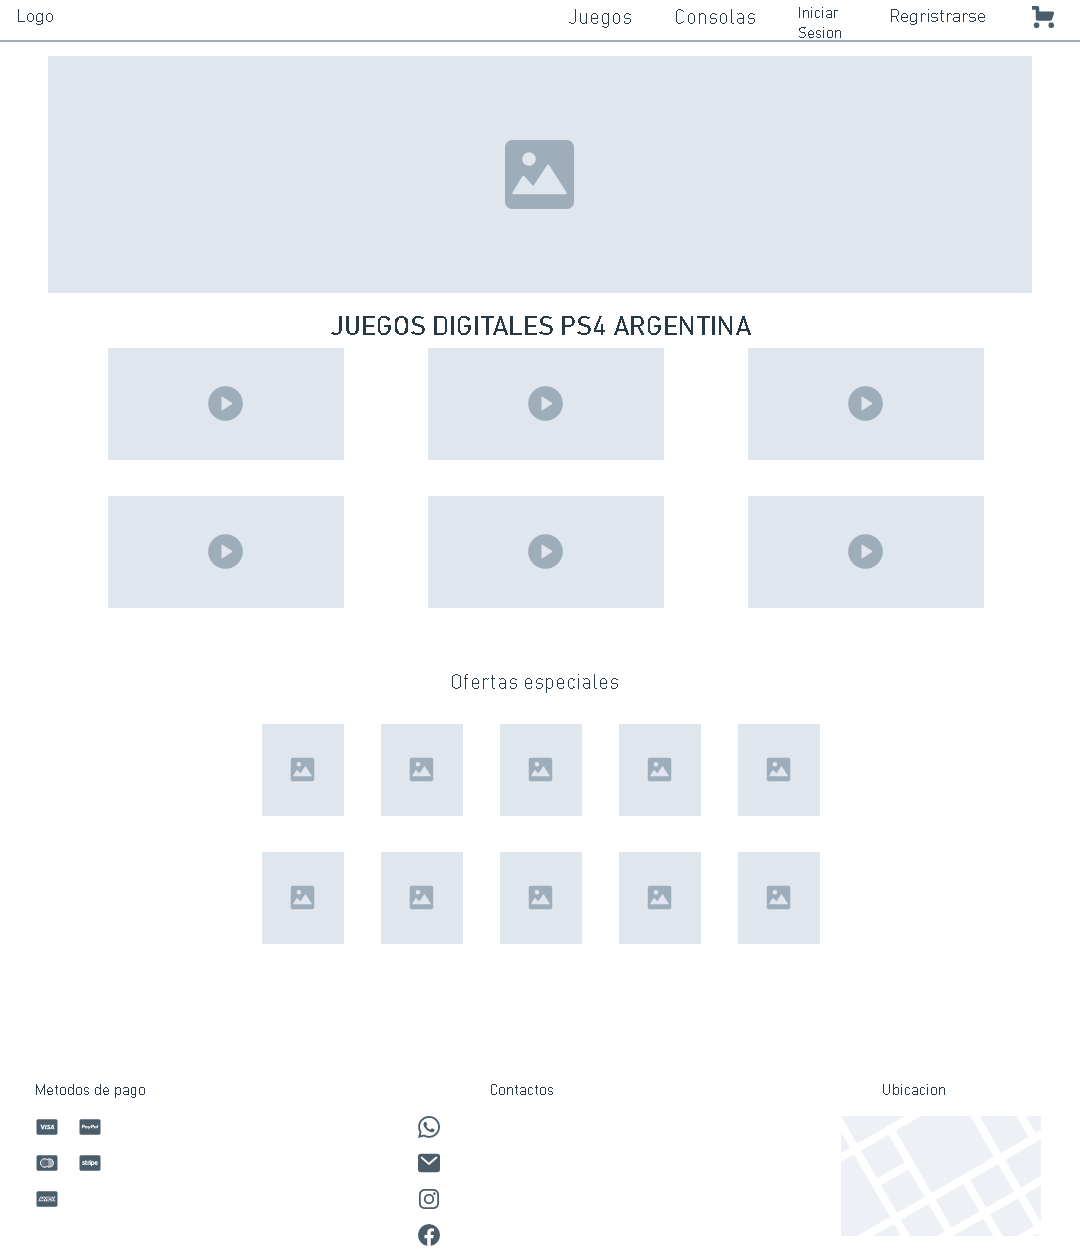 Logo
Juegos
Consolas
Iniciar
Sesion
Regristrarse
JUEGOS DIGITALES PS4 ARGENTINA
Ofertas especiales
Metodos de pago
Contactos
Ubicacion
VISA
PayPal
stripe
AMEX